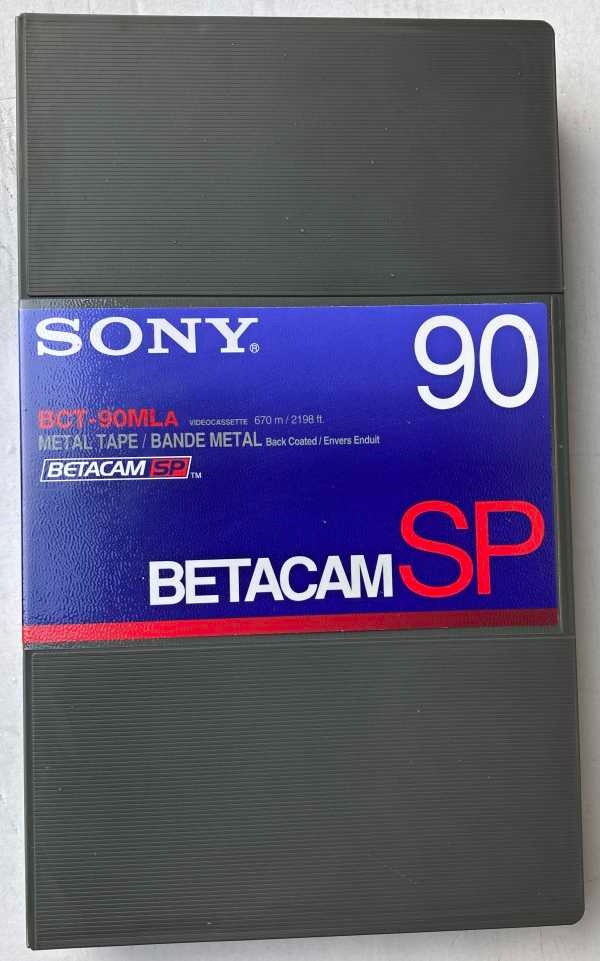 SONY® 90
BCT-90MLA VIDEOCASSETTE 670 m / 2198 ft.
METAL TAPE / BANDE METAL Back Coated / Envers Enduit
BETACAM SP ™
BETACAM SP